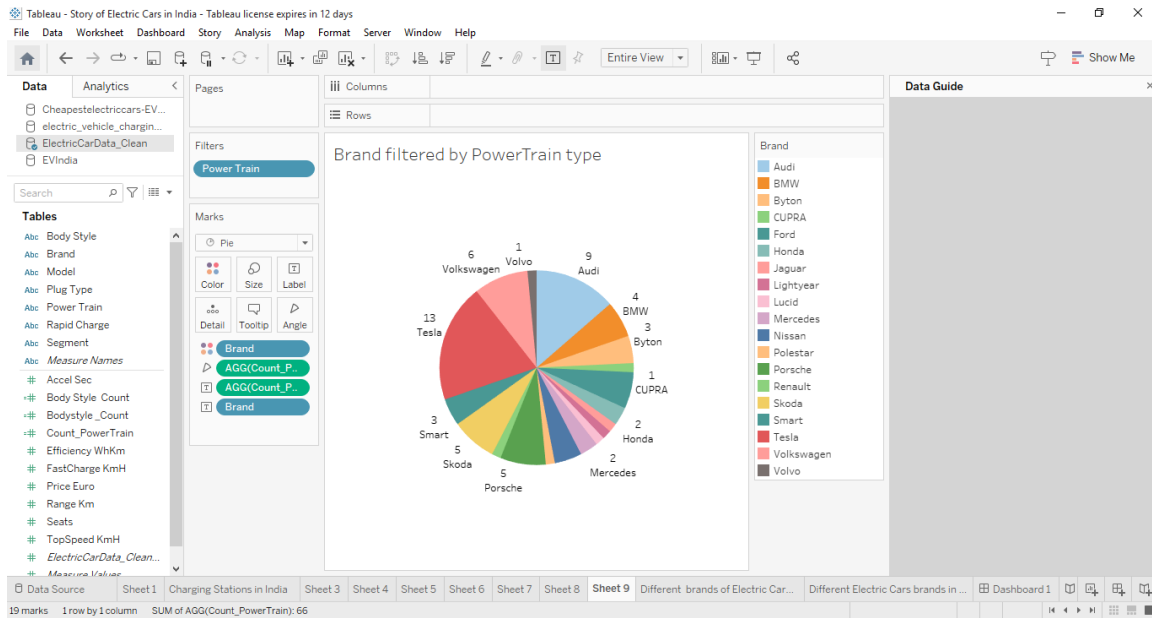 Tableau - Story of Electric Cars in India - Tableau license expires in 12 days
File Data Worksheet Dashboard Story Analysis Map Format Server Window Help
Entire View
Show Me
Data
Analytics
Cheapestelectriccars-EV...
electric_vehicle_chargin...
ElectricCarData_Clean
EVIndia
Search
Tables
Abc Body Style
Abc Brand
Abc Model
Abc Plug Type
Abc Power Train
Abc Rapid Charge
Abc Segment
Abc Measure Names
# Accel Sec
=# Body Style Count
=# Bodystyle _Count
=# Count_PowerTrain
# Efficiency WhKm
# FastCharge KmH
# Price Euro
# Range Km
# Seats
# TopSpeed KmH
# ElectricCarData_Clean...
# Measure Values
Pages
Filters
Power Train
Marks
Pie
Color Size Label
Detail Tooltip Angle
Brand
AGG(Count_P..
AGG(Count_P..
Brand
Columns
Rows
Brand filtered by PowerTrain type
1
Volvo
9
Audi
4
BMW
3
Byton
1
CUPRA
2
Honda
2
Mercedes
5
Porsche
5
Skoda
3
Smart
13
Tesla
6
Volkswagen
Brand
Audi
BMW
Byton
CUPRA
Ford
Honda
Jaguar
Lightyear
Lucid
Mercedes
Nissan
Polestar
Porsche
Renault
Skoda
Smart
Tesla
Volkswagen
Volvo
Data Guide
Data Source Sheet 1 Charging Stations in India Sheet 3 Sheet 4 Sheet 5 Sheet 6 Sheet 7 Sheet 8 Sheet 9 Different brands of Electric Car... Different Electric Cars brands in ... Dashboard 1
19 marks 1 row by 1 column SUM of AGG(Count_PowerTrain): 66